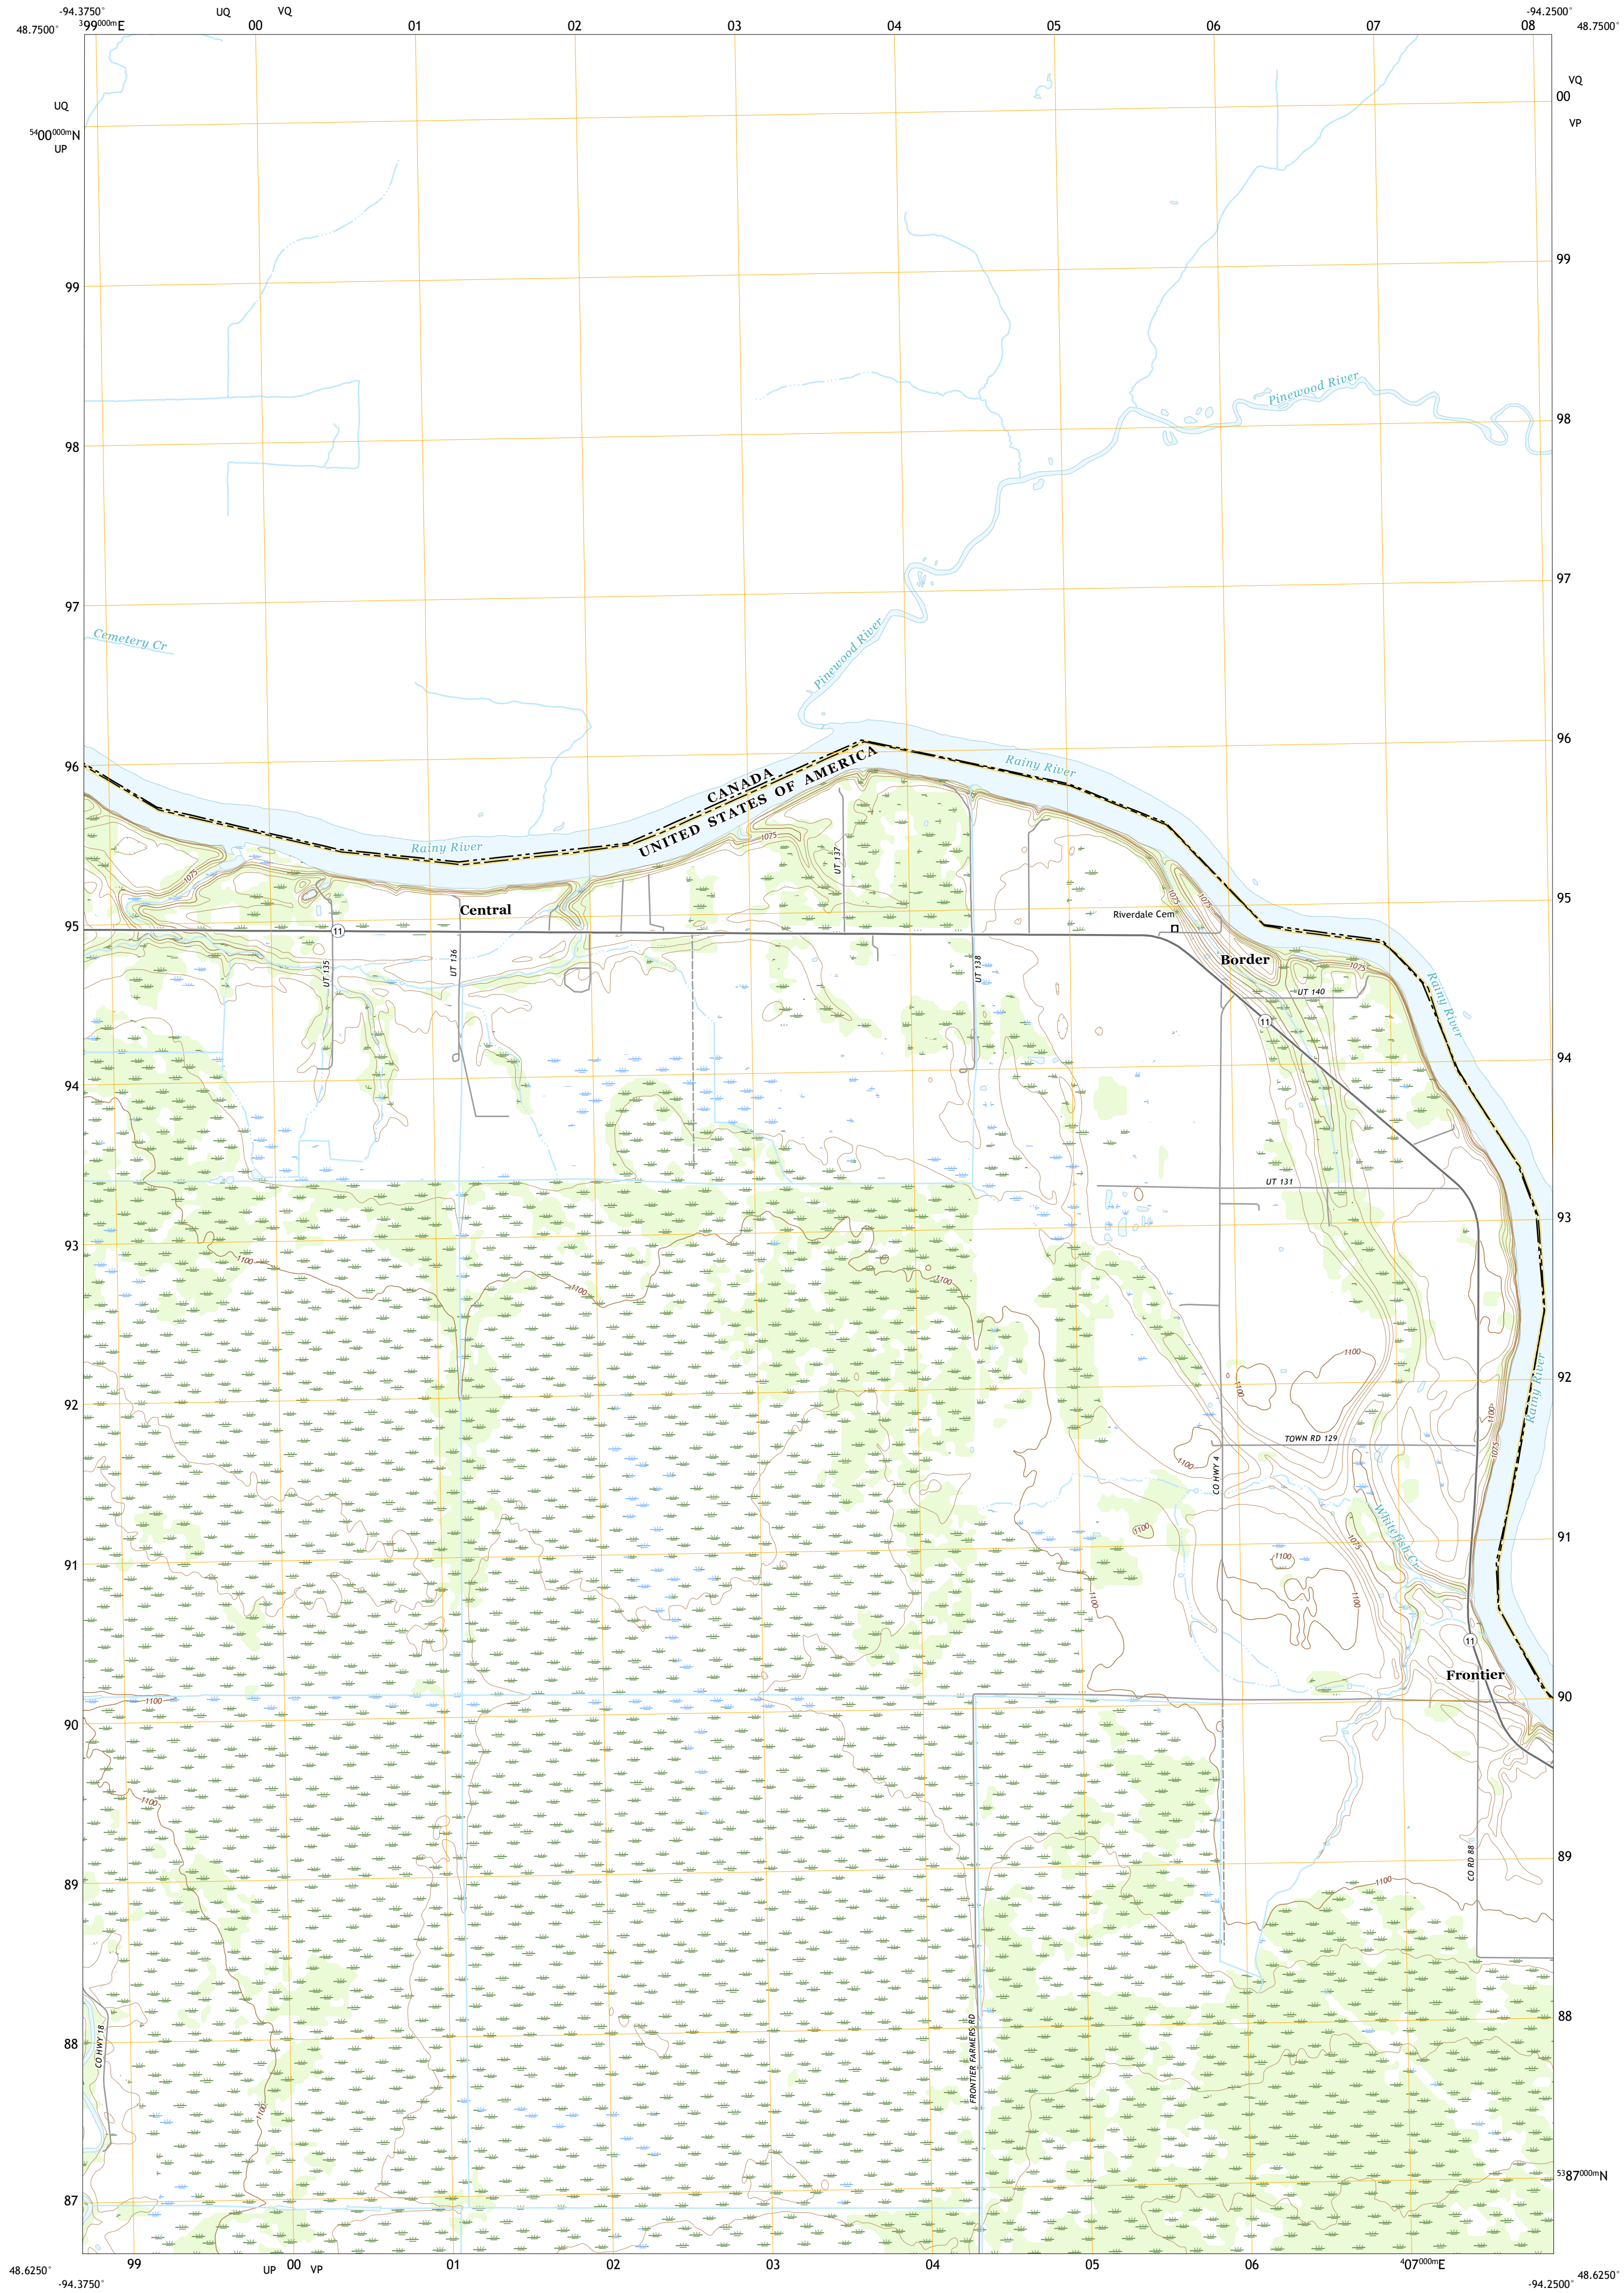 -94.3750° UQ VQ -94.2500°
48.7500° ³99⁰⁰⁰ᵐE 00 01 02 03 04 05 06 07 08 48.7500°
UQ VQ
00
⁵⁴00⁰⁰⁰ᵐN VP
UP
99 99
Pinewood River
98 98
97 97
Cemetery Cr
Pinewood River
96 96
CANADA
UNITED STATES OF AMERICA
Rainy River
Rainy River
1075
1075
UT 137
1075
1075
Central
Riverdale Cem
95 95
11
UT 135
UT 136
UT 138
Border
1075
UT 140
11
Rainy River
94 94
UT 131
93 93
1100
1100
1100
1100
1100
92 92
Rainy River
1100
1075
TOWN RD 129
1100
CO HWY 4
Whitefish Cr
1100
1075
1100
91 91
1100
1100
11
Frontier
1100
90 90
1100
CO RD 88
89 89
1100
88 88
CO HWY 18
FRONTIER FARMERS RD
1100
87 ⁵³87⁰⁰⁰ᵐN
48.6250° 99 00 01 02 03 04 05 06 ⁴07⁰⁰⁰ᵐE 48.6250°
UP VP
-94.3750° -94.2500°